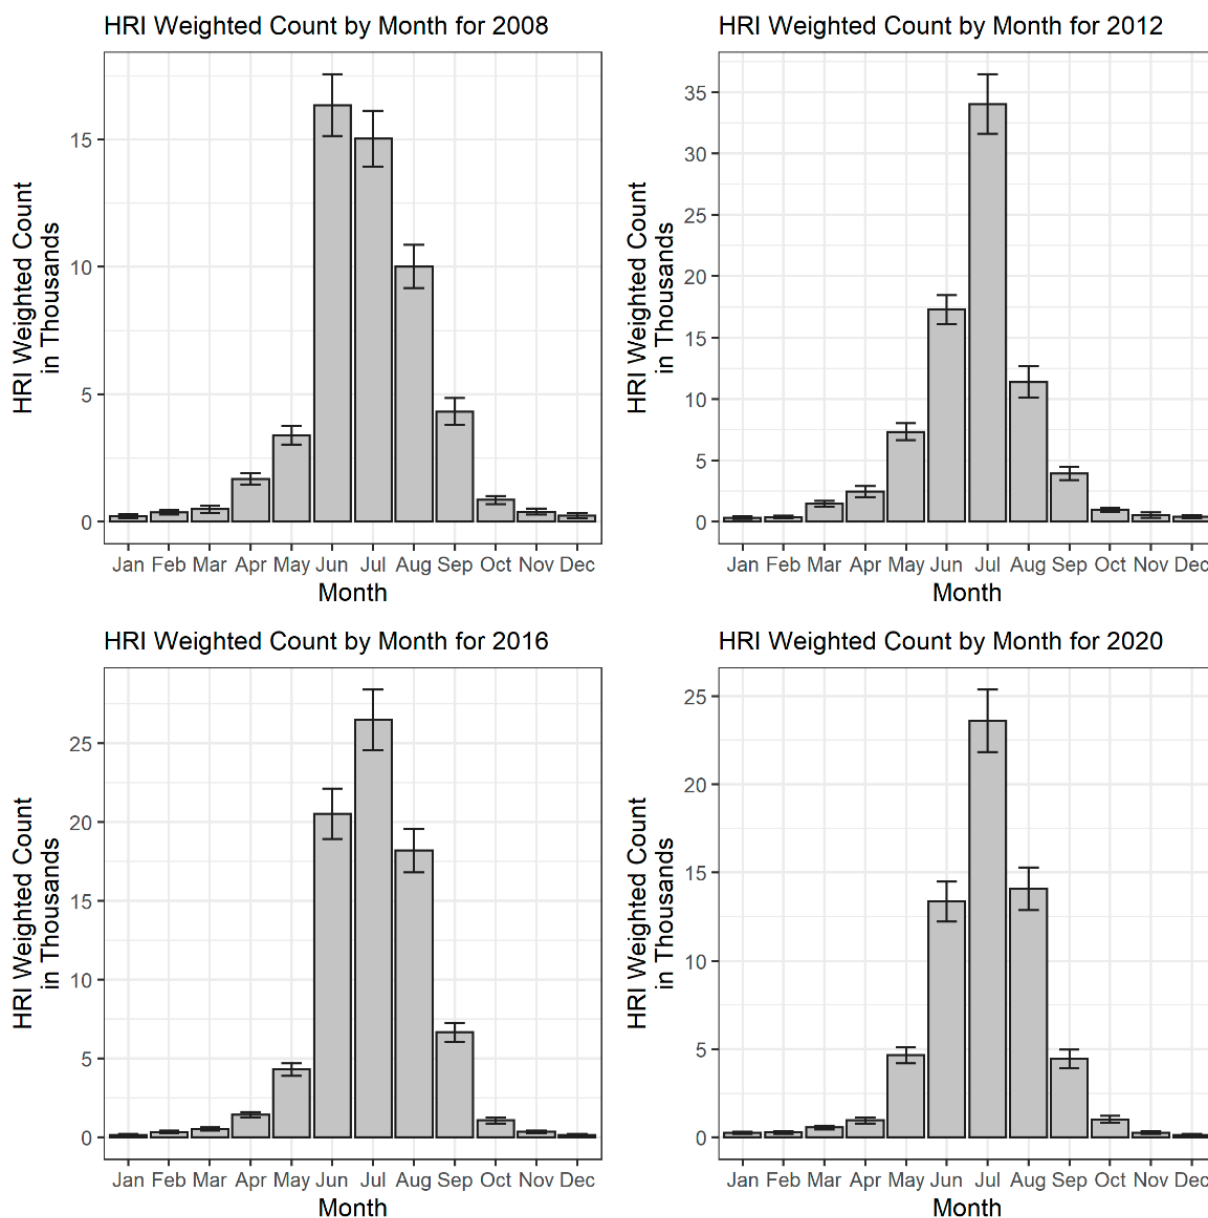 HRI Weighted Count by Month for 2008
HRI Weighted Count
in Thousands
15
10
5
0
Jan Feb Mar Apr May Jun Jul Aug Sep Oct Nov Dec
Month
HRI Weighted Count by Month for 2012
HRI Weighted Count
in Thousands
35
30
25
20
15
10
5
0
Jan Feb Mar Apr May Jun Jul Aug Sep Oct Nov Dec
Month
HRI Weighted Count by Month for 2016
HRI Weighted Count
in Thousands
25
20
15
10
5
0
Jan Feb Mar Apr May Jun Jul Aug Sep Oct Nov Dec
Month
HRI Weighted Count by Month for 2020
HRI Weighted Count
in Thousands
25
20
15
10
5
0
Jan Feb Mar Apr May Jun Jul Aug Sep Oct Nov Dec
Month